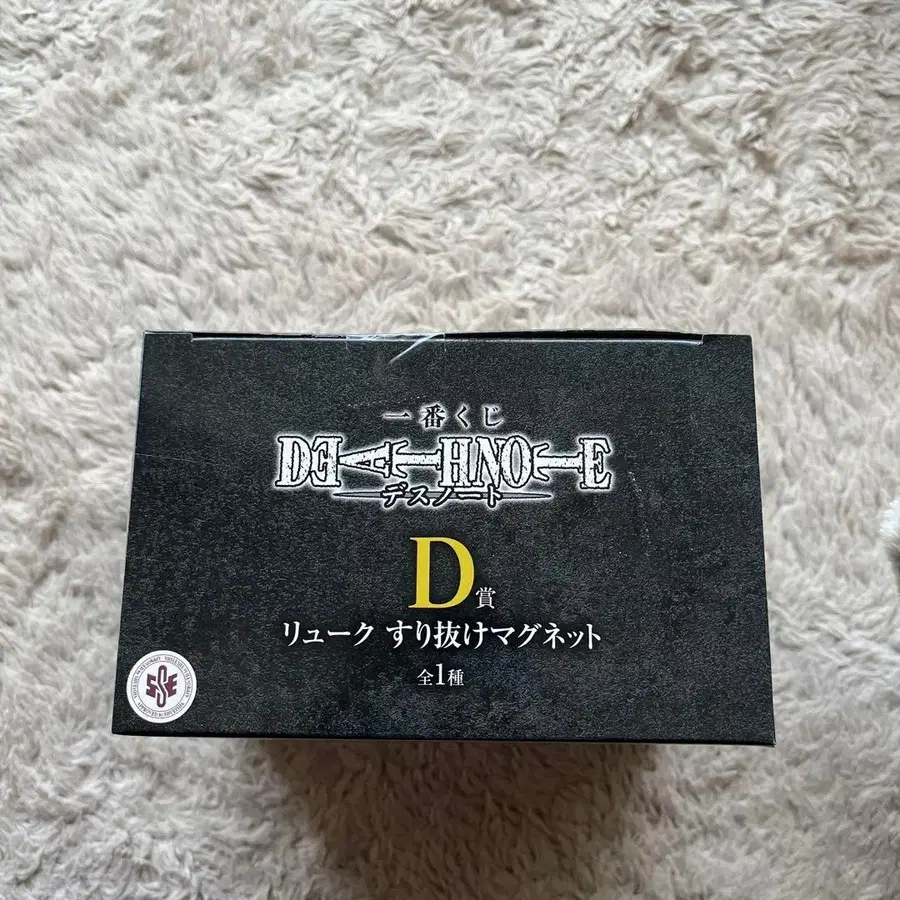 一番くじ
DEATH NOTE
デスノート
D賞
リューク すり抜けマグネット
全1種